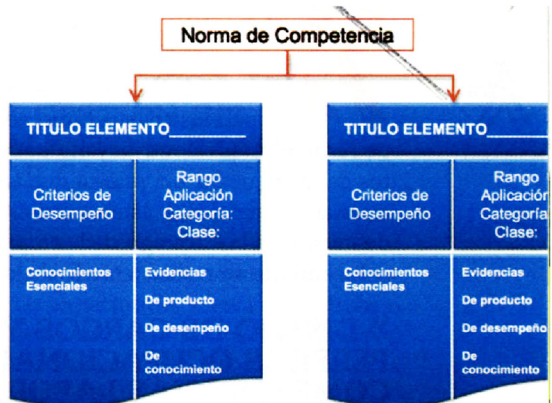 Norma de Competencia
TITULO ELEMENTO__________
Criterios de
Desempeño
Rango
Aplicación
Categoría:
Clase:
Conocimientos
Esenciales
Evidencias
De producto
De desempeño
De
conocimiento
TITULO ELEMENTO________
Criterios de
Desempeño
Rango
Aplicación
Categoría
Clase:
Conocimientos
Esenciales
Evidencias
De producto
De desempeño
De
conocimiento